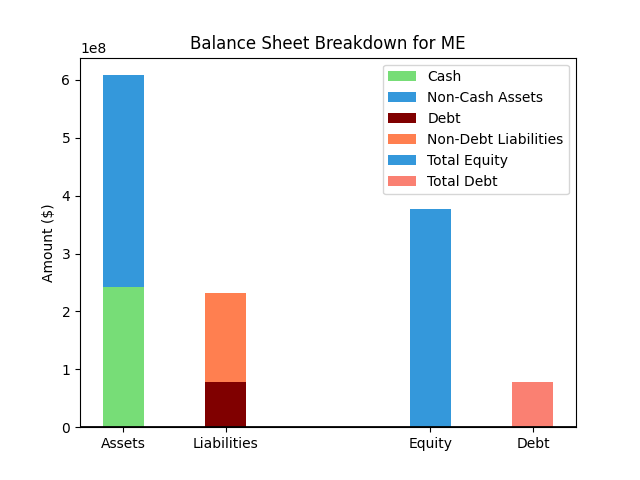 Balance Sheet Breakdown for ME
1e8
6
5
4
3
2
1
0
Amount ($)
Cash
Non-Cash Assets
Debt
Non-Debt Liabilities
Total Equity
Total Debt
Assets
Liabilities
Equity
Debt